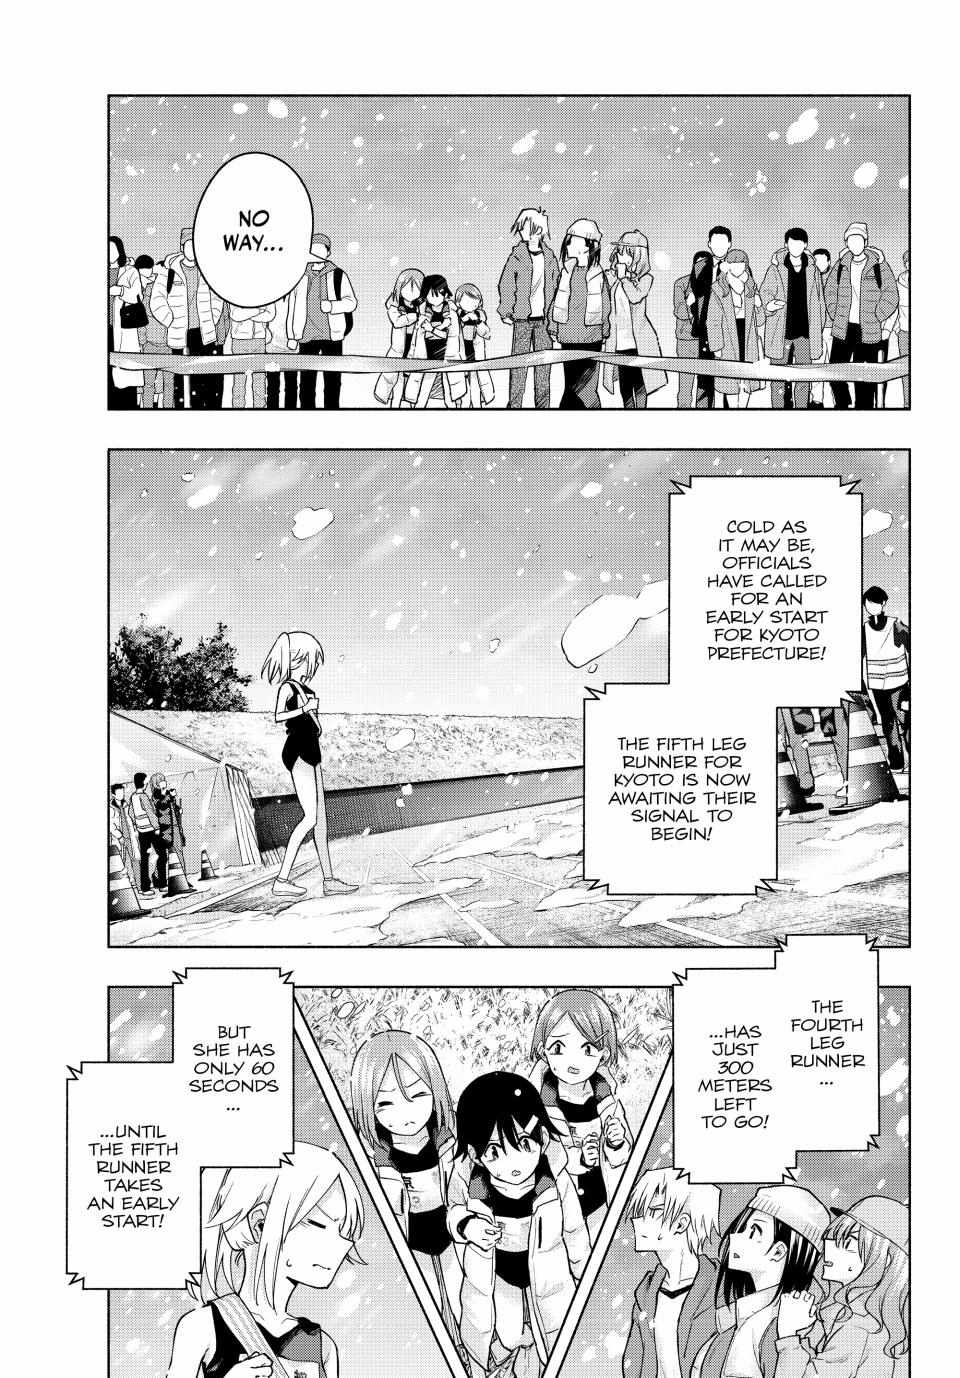 NO
WAY...
COLD AS
IT MAY BE,
OFFICIALS
HAVE CALLED
FOR AN
EARLY START
FOR KYOTO
PREFECTURE!
THE FIFTH LEG
RUNNER FOR
KYOTO IS NOW
AWAITING THEIR
SIGNAL TO
BEGIN!
THE
FOURTH
LEG
RUNNER
...
...HAS
JUST
300
METERS
LEFT
TO GO!
BUT
SHE HAS
ONLY 60
SECONDS
...
...UNTIL
THE FIFTH
RUNNER
TAKES
AN EARLY
START!